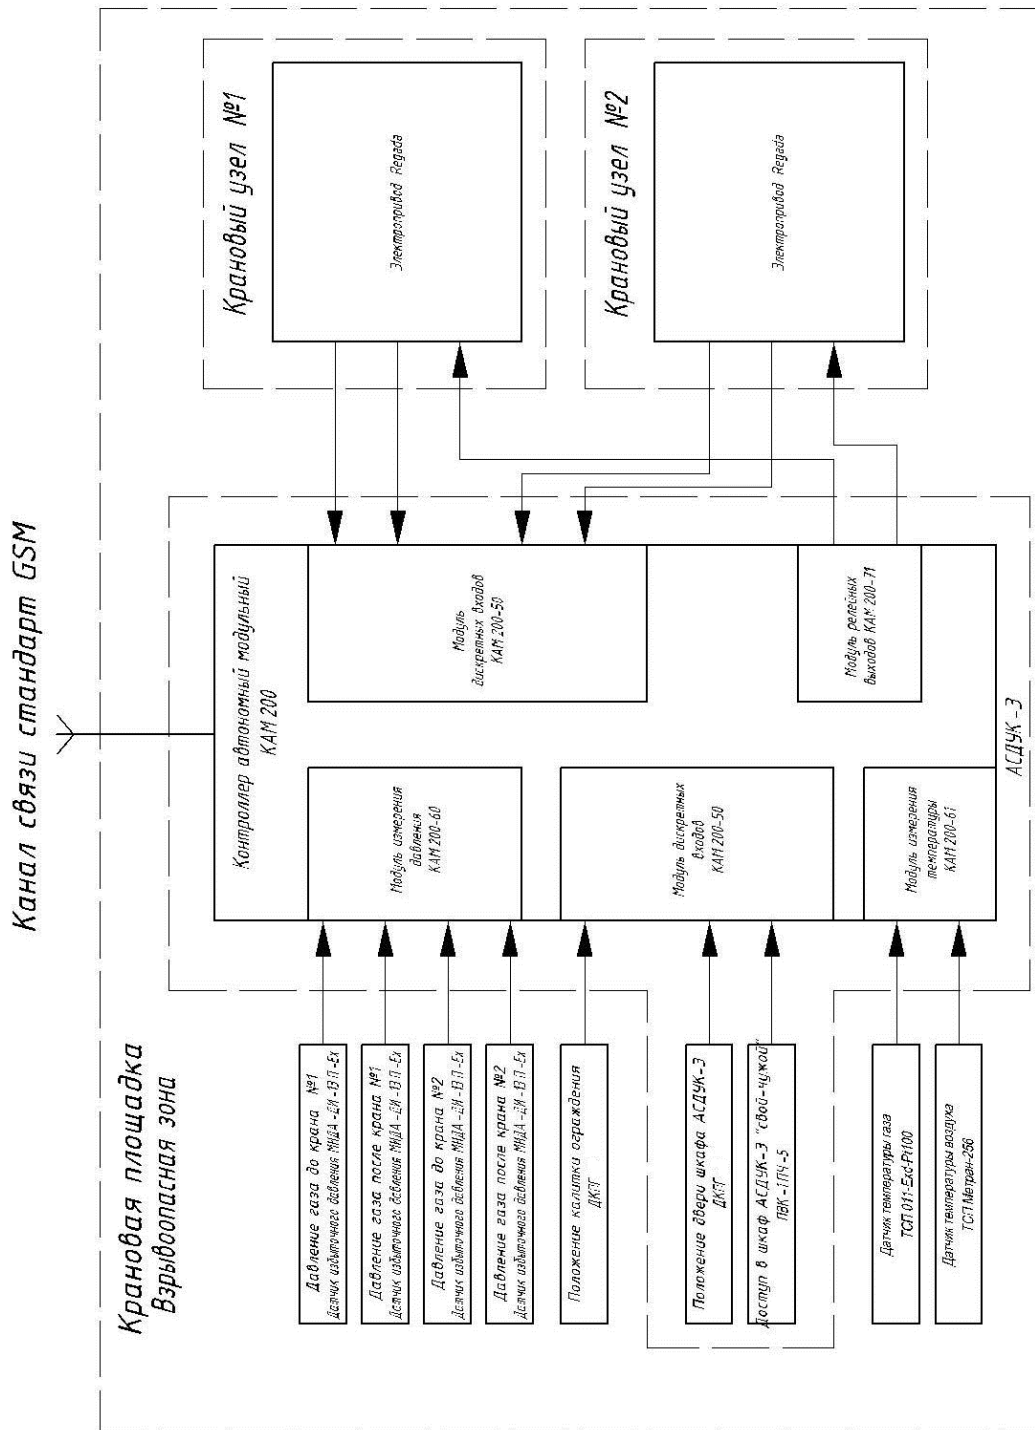 Канал связи стандарт GSM
Крановая площадка
Взрывоопасная зона
Давление газа до крана №1
Датчик избыточного давления МИДА-ДИ-13П-Ех
Давление газа после крана №1
Датчик избыточного давления МИДА-ДИ-13П-Ех
Давление газа до крана №2
Датчик избыточного давления МИДА-ДИ-13П-Ех
Давление газа после крана №2
Датчик избыточного давления МИДА-ДИ-13П-Ех
Положение калитки ограждения
ДКПГ
Положение двери шкафа АСДУК-3
ДКПГ
Доступ в шкаф АСДУК-3 "свой-чужой"
ПВК-1ПЧ-5
Датчик температуры газа
ТСП 011-Exd-Pt100
Датчик температуры воздуха
ТСП Метран-256
Контроллер автономный модульный
КАМ 200
Модуль измерения
давления
КАМ 200-60
Модуль дискретных
входов
КАМ 200-50
Модуль измерения
температуры
КАМ 200-61
Модуль
дискретных входов
КАМ 200-50
Модуль релейных
выходов КАМ 200-71
АСДУК-3
Крановый узел №1
Электропривод Regada
Крановый узел №2
Электропривод Regada